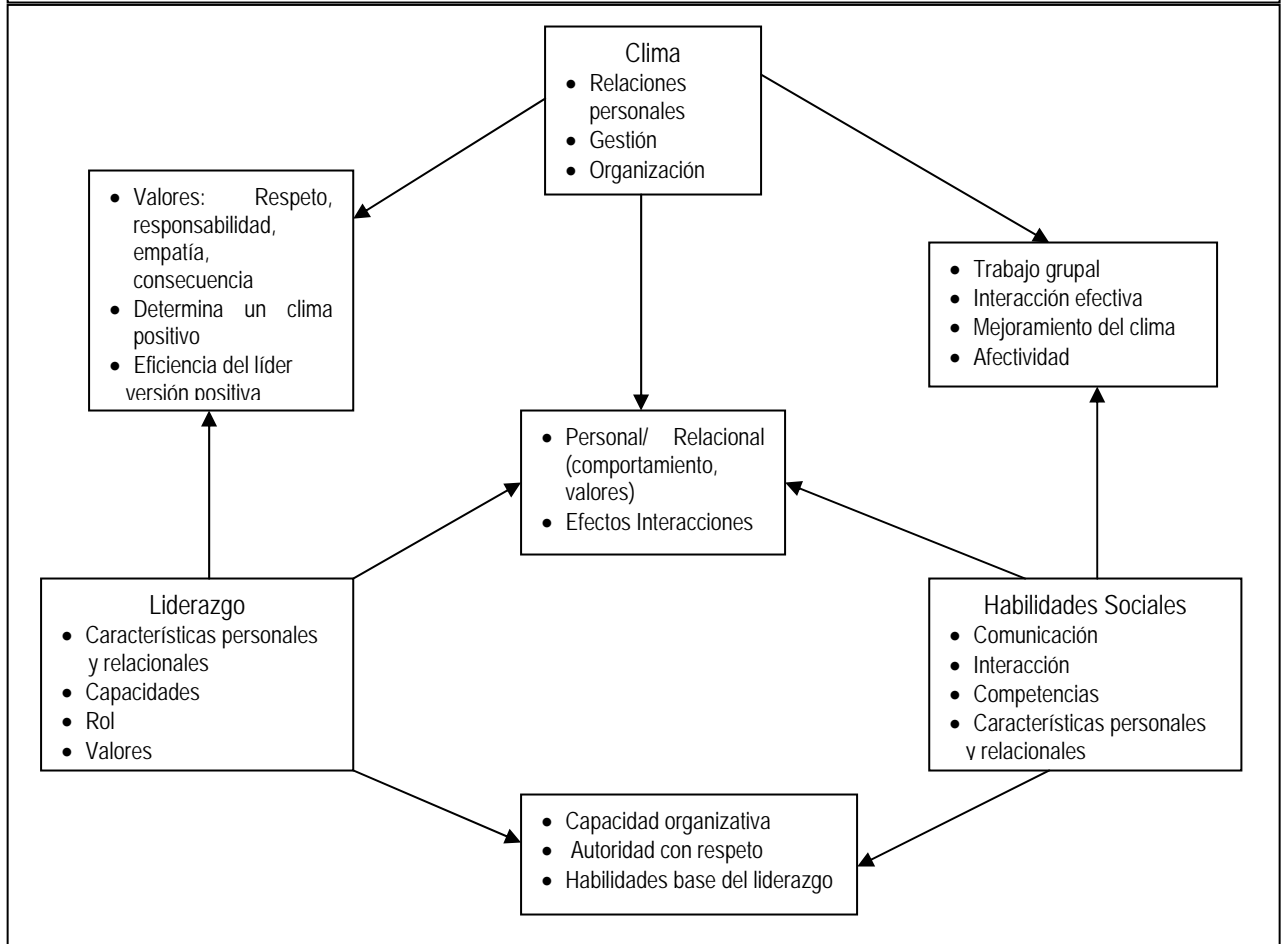 Clima
• Relaciones
personales
• Gestión
• Organización
• Valores: Respeto,
responsabilidad,
empatía,
consecuencia
• Determina un clima
positivo
• Eficiencia del líder
versión positiva
• Trabajo grupal
• Interacción efectiva
• Mejoramiento del clima
• Afectividad
• Personal/ Relacional
(comportamiento,
valores)
• Efectos Interacciones
Liderazgo
• Características personales
y relacionales
• Capacidades
• Rol
• Valores
Habilidades Sociales
• Comunicación
• Interacción
• Competencias
• Características personales
y relacionales
• Capacidad organizativa
• Autoridad con respeto
• Habilidades base del liderazgo